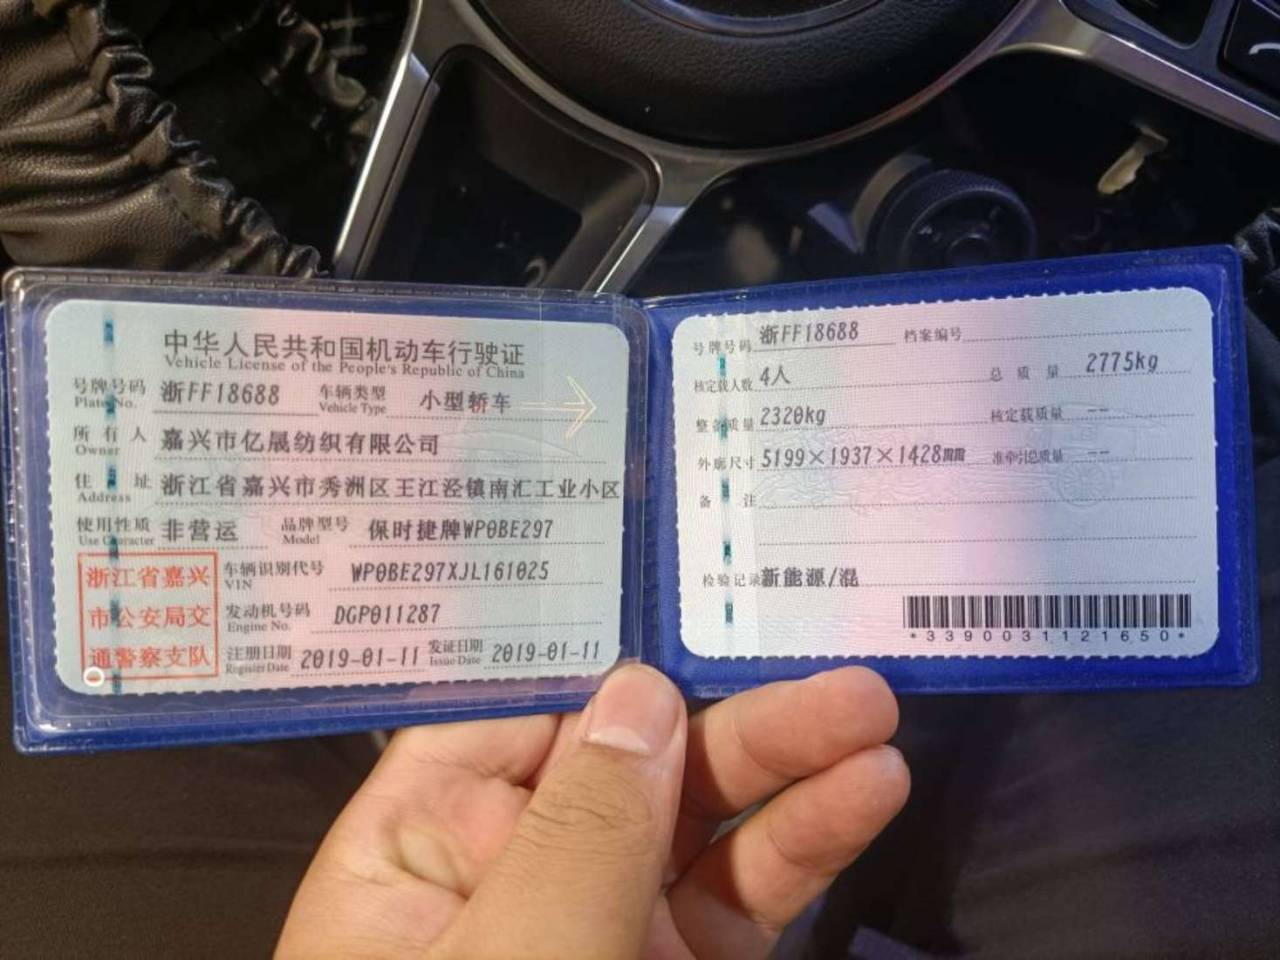 中华人民共和国机动车行驶证
Vehicle License of the People's Republic of China
号牌号码 浙FF18688 车辆类型 小型轿车
Plate No. Vehicle Type
所有人 嘉兴市亿晟纺织有限公司
Owner
住址 浙江省嘉兴市秀洲区王江泾镇南汇工业小区
Address
使用性质 非营运 品牌型号 保时捷牌WP0BE297
Use Character Model
浙江省嘉兴
市公安局交
通警察支队
车辆识别代号 WP0BE297XJL161025
VIN
发动机号码 DGP011287
Engine No.
注册日期 2019-01-11 发证日期 2019-01-11
Register Date Issue Date
号牌号码 浙FF18688 档案编号
核定载人数 4人 总质量 2775kg
整备质量 2320kg 核定载质量 --
外廓尺寸 5199×1937×1428mm 准牵引总质量 --
备注
检验记录 新能源/混
*3390031121650*